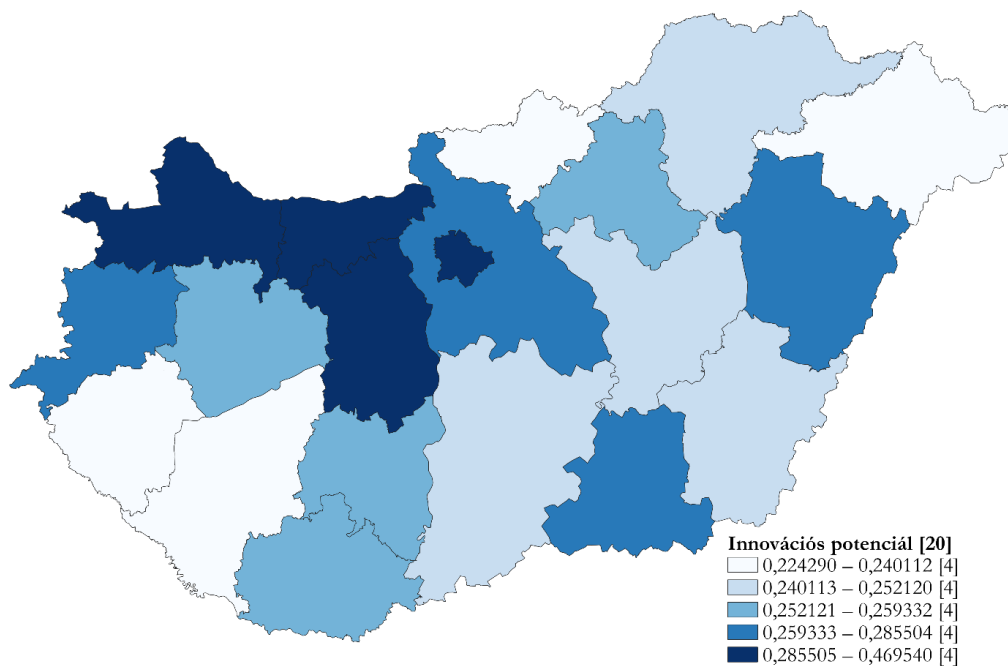 Innovációs potenciál [20]
0,224290 – 0,240112 [4]
0,240113 – 0,252120 [4]
0,252121 – 0,259332 [4]
0,259333 – 0,285504 [4]
0,285505 – 0,469540 [4]